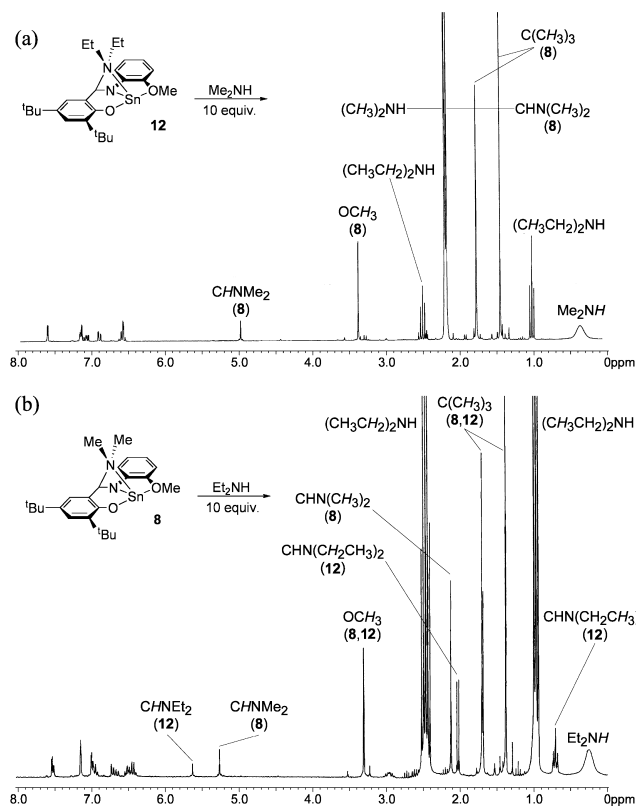 (a)
Et Et
N
N
OMe
Sn
O
tBu
tBu
12
Me2NH
10 equiv.
C(CH3)3
(8)
(CH3)2NH
CHN(CH3)2
(8)
(CH3CH2)2NH
OCH3
(8)
(CH3CH2)2NH
CHNMe2
(8)
Me2NH
8.0 7.0 6.0 5.0 4.0 3.0 2.0 1.0 0ppm
(b)
Me Me
N
N
OMe
Sn
O
tBu
tBu
8
Et2NH
10 equiv.
C(CH3)3
(8,12)
(CH3CH2)2NH
(CH3CH2)2NH
CHN(CH3)2
(8)
CHN(CH2CH3)2
(12)
OCH3
(8,12)
CHN(CH2CH3
(12)
CHNEt2
(12)
CHNMe2
(8)
Et2NH
8.0 7.0 6.0 5.0 4.0 3.0 2.0 1.0 0ppm